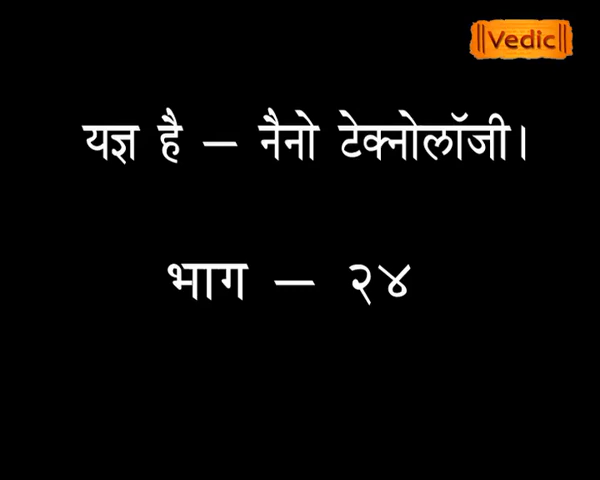 ||Vedic||
यज्ञ है – नैनो टेक्नोलॉजी।
भाग – २४